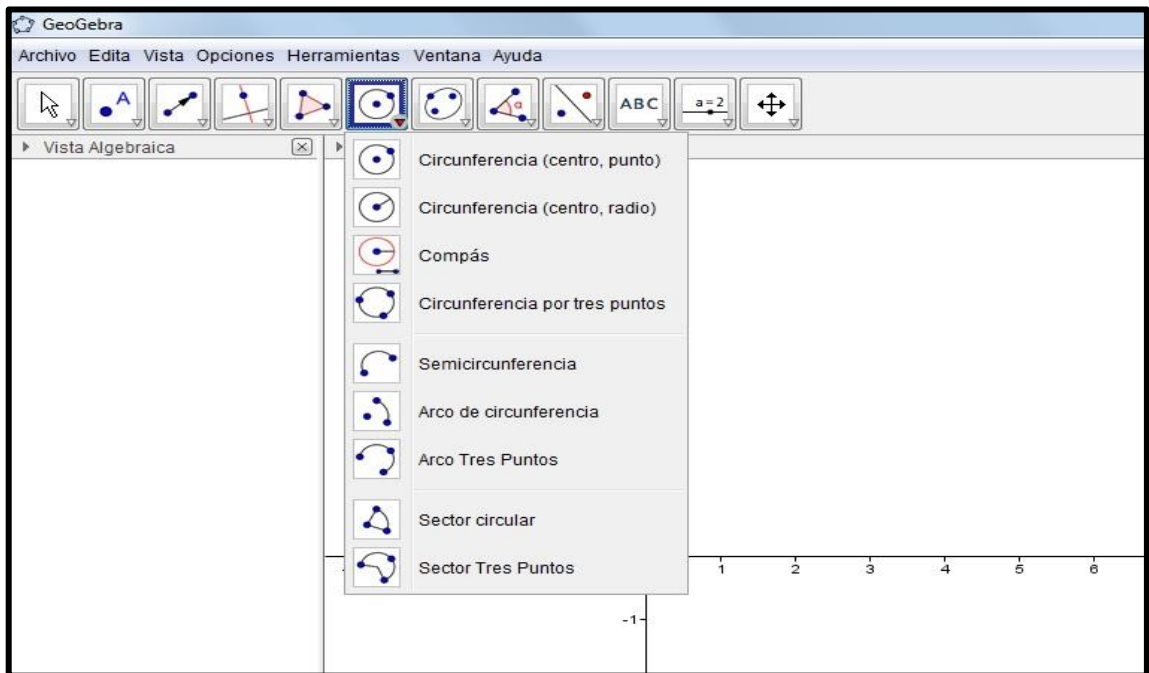 GeoGebra
Archivo Edita Vista Opciones Herramientas Ventana Ayuda
A α ABC a=2
Vista Algebraica
Circunferencia (centro, punto)
Circunferencia (centro, radio)
Compás
Circunferencia por tres puntos
Semicircunferencia
Arco de circunferencia
Arco Tres Puntos
Sector circular
Sector Tres Puntos
1 2 3 4 5 6
-1